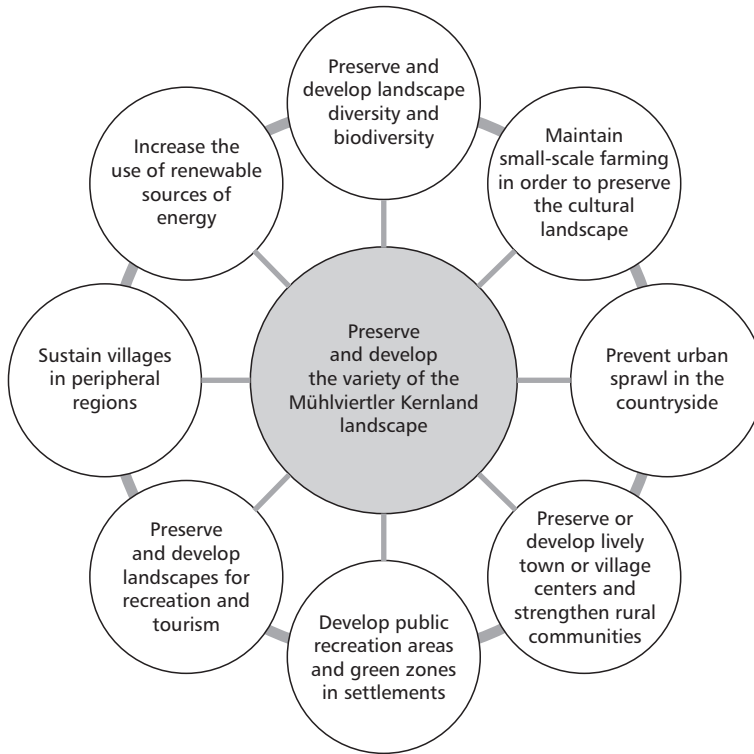 Preserve and
develop landscape
diversity and
biodiversity
Maintain
small-scale farming
in order to preserve
the cultural
landscape
Prevent urban
sprawl in the
countryside
Preserve or
develop lively
town or village
centers and
strengthen rural
communities
Develop public
recreation areas
and green zones
in settlements
Preserve
and develop
landscapes for
recreation and
tourism
Sustain villages
in peripheral
regions
Increase the
use of renewable
sources of
energy
Preserve
and develop
the variety of the
Mühlviertler Kernland
landscape